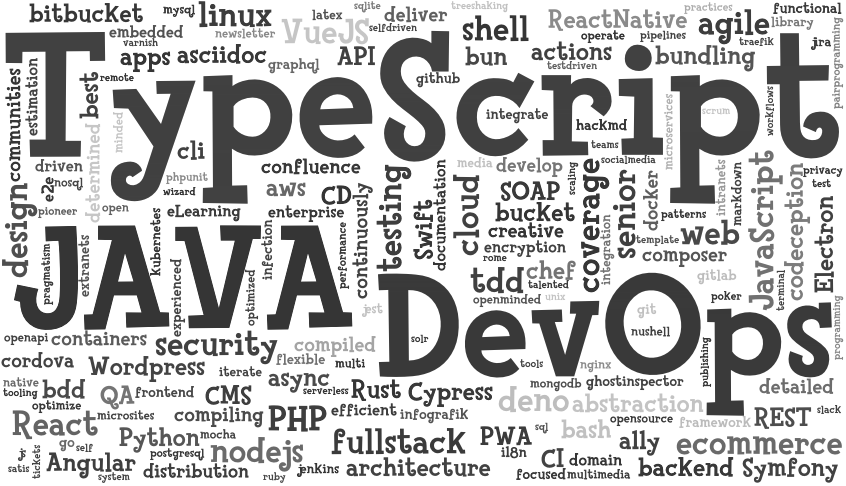 bitbucket
mysql
linux
latex
sqlite
deliver
treeshaking
practices
functional
embedded
newsletter
VueJS
selfdriven
shell
ReactNative
agile
library
varnish
apps
asciidoc
graphql
API
github
bun
operate
pipelines
actions
bundling
traefik
jira
testdriven
TypeScript
communities
estimation
best
remote
minded
cli
integrate
hackmd
teams
microservices
scrum
workflows
pairprogramming
driven
determined
phpunit
wizard
confluence
media
develop
socialmedia
privacy
test
design
e2e
nosql
pioneer
open
eLearning
aws
CD
enterprise
continuously
testing
Swift
documentation
cloud
SOAP
scaling
bucket
creative
encryption
rome
coverage
integration
senior
docker
template
patterns
intranets
markdown
web
composer
JavaScript
codeception
Electron
pragmatism
extranets
kubernetes
experienced
optimized
infection
performance
JAVA
jest
tdd
chef
talented
openminded
unix
gitlab
poker
terminal
programming
DevOps
git
nushell
solr
tools
nginx
publishing
openapi
containers
security
compiled
cordova
Wordpress
iterate
flexible
multi
async
serverless
native
tooling
bdd
optimize
QA
frontend
CMS
microsites
compiling
PHP
Rust
Cypress
efficient
infografik
mongodb
ghostinspector
detailed
deno
abstraction
opensource
framework
REST
slack
React
go
self
Python
mocha
nodejs
fullstack
PWA
sql
i18n
bash
ally
ecommerce
qr
satis
tickets
Angular
system
postgresql
distribution
ruby
jenkins
architecture
CI
domain
focused
multimedia
backend
Symfony